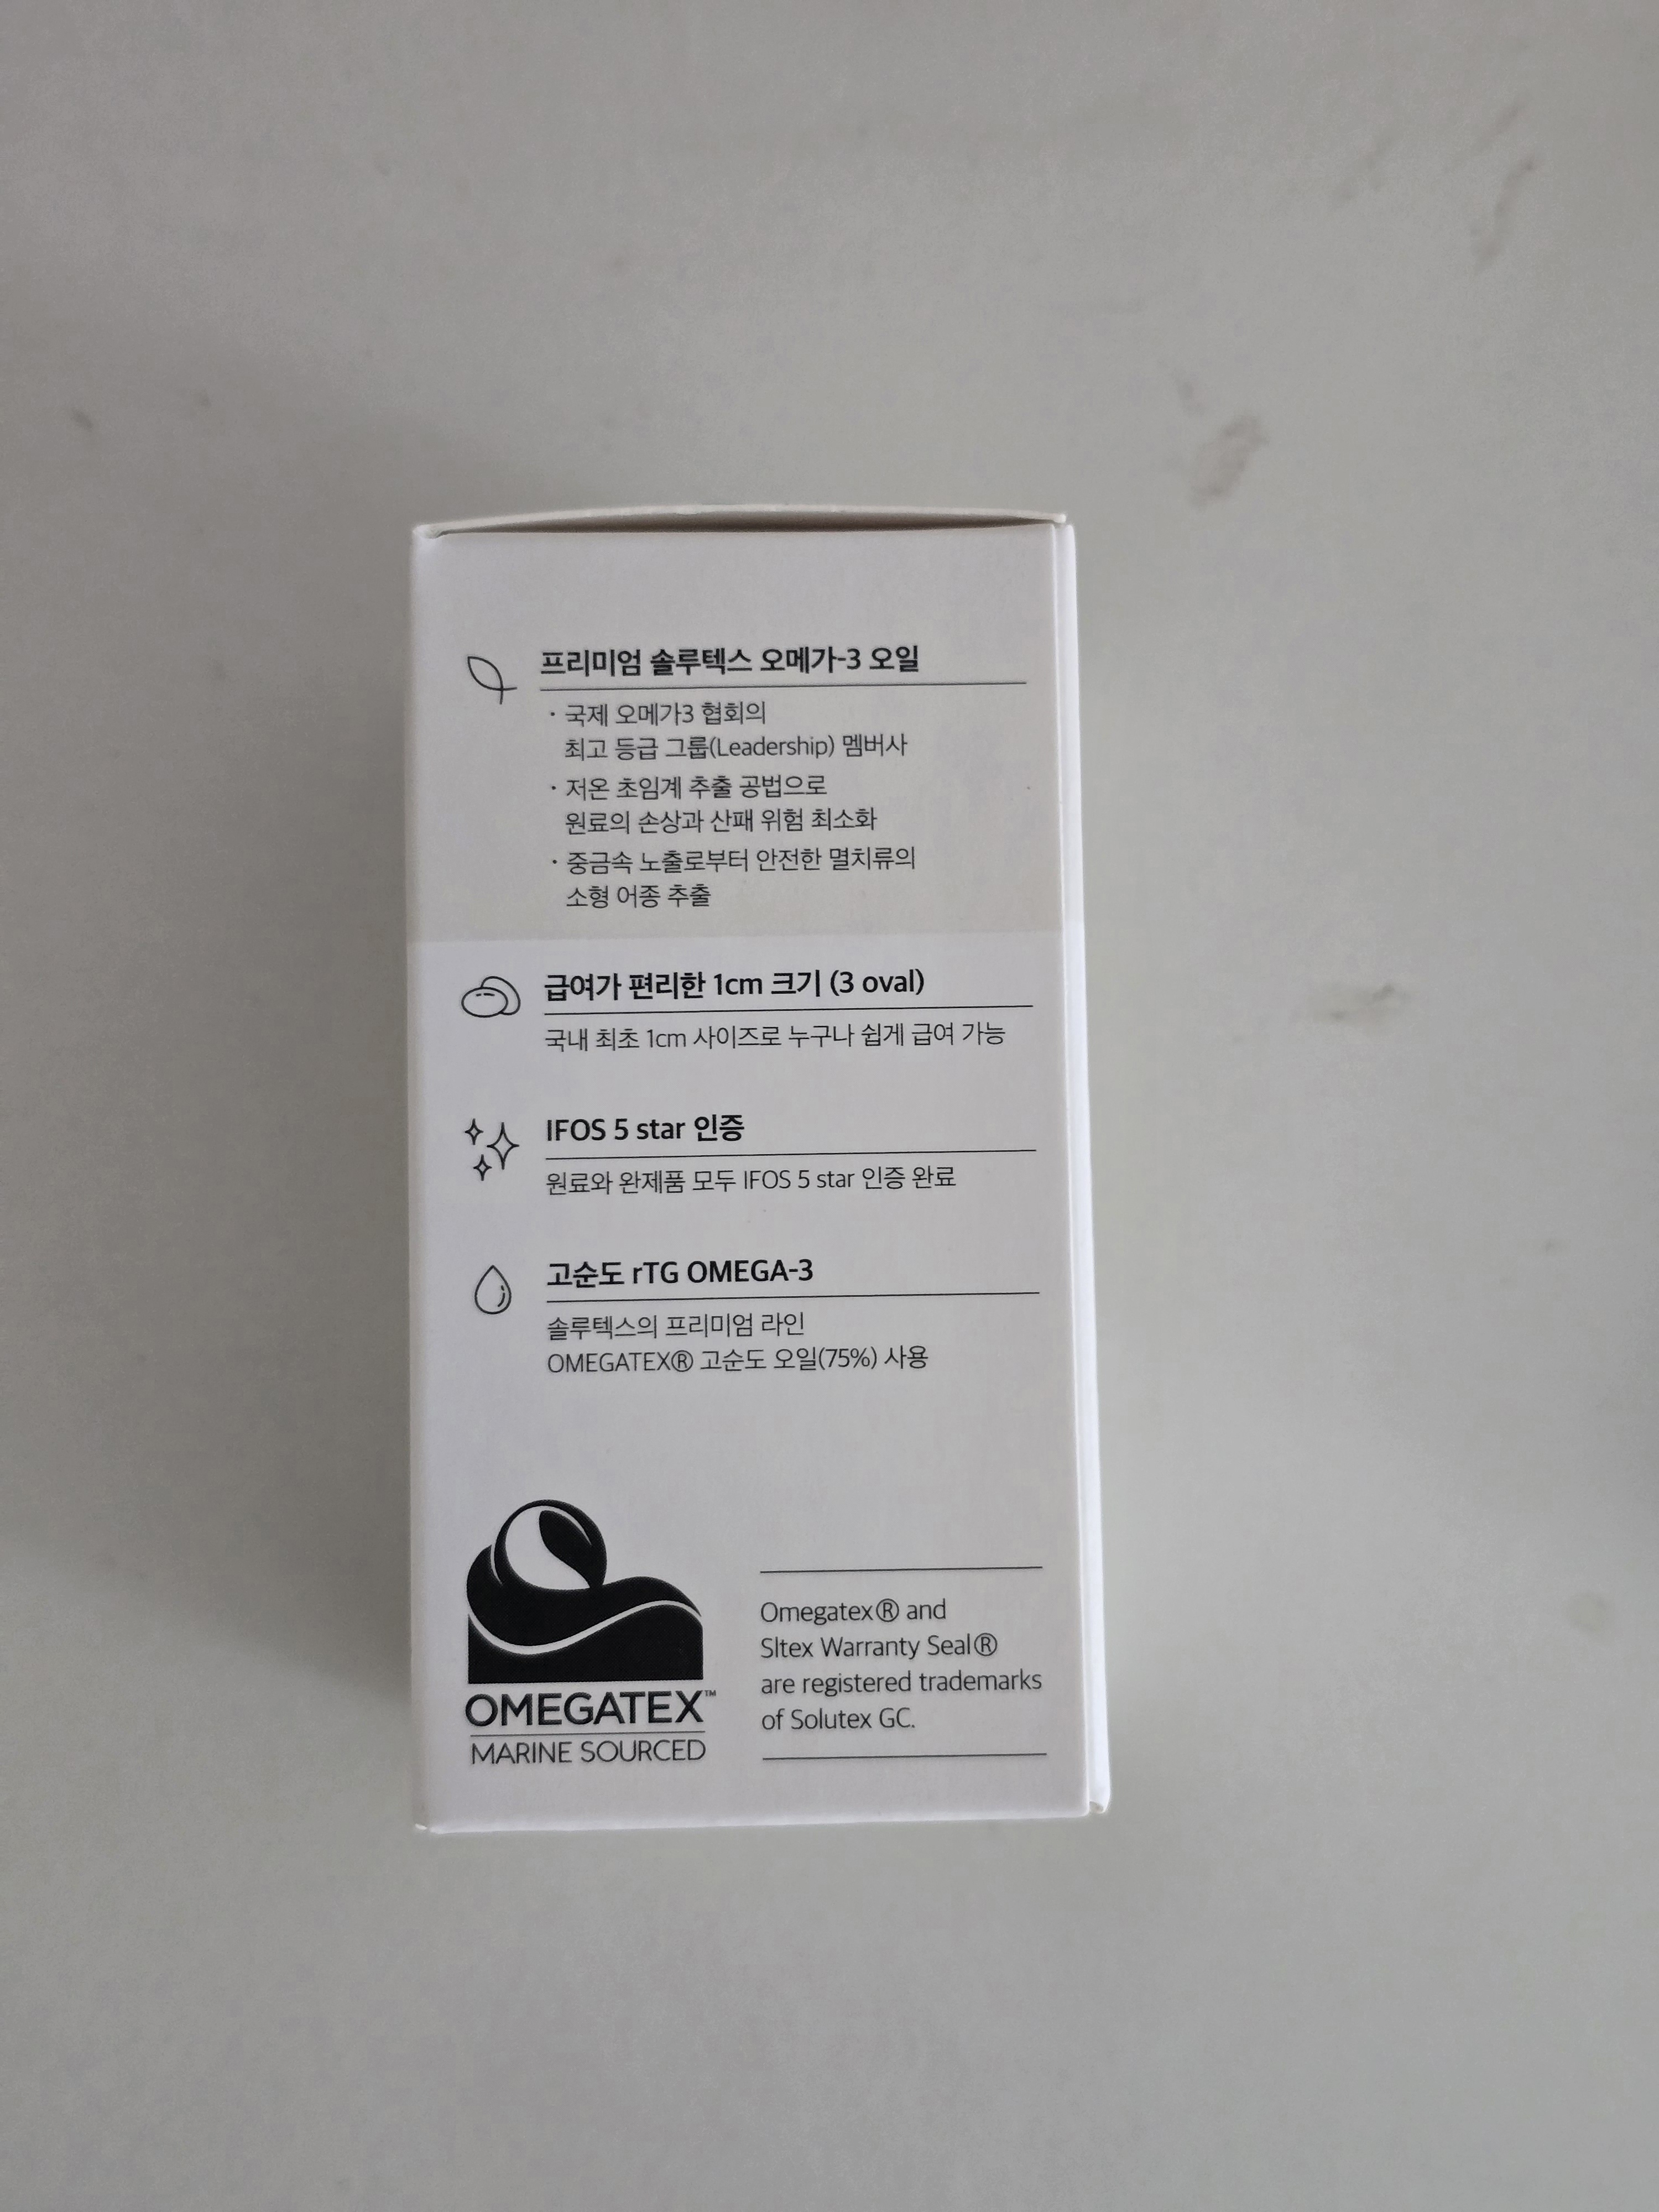 프리미엄 솔루텍스 오메가-3 오일
· 국제 오메가3 협회의
최고 등급 그룹(Leadership) 멤버사
· 저온 초임계 추출 공법으로
원료의 손상과 산패 위험 최소화
· 중금속 노출로부터 안전한 멸치류의
소형 어종 추출
급여가 편리한 1cm 크기 (3 oval)
국내 최초 1cm 사이즈로 누구나 쉽게 급여 가능
IFOS 5 star 인증
원료와 완제품 모두 IFOS 5 star 인증 완료
고순도 rTG OMEGA-3
솔루텍스의 프리미엄 라인
OMEGATEX® 고순도 오일(75%) 사용
OMEGATEX™
MARINE SOURCED
Omegatex® and
Sltex Warranty Seal®
are registered trademarks
of Solutex GC.